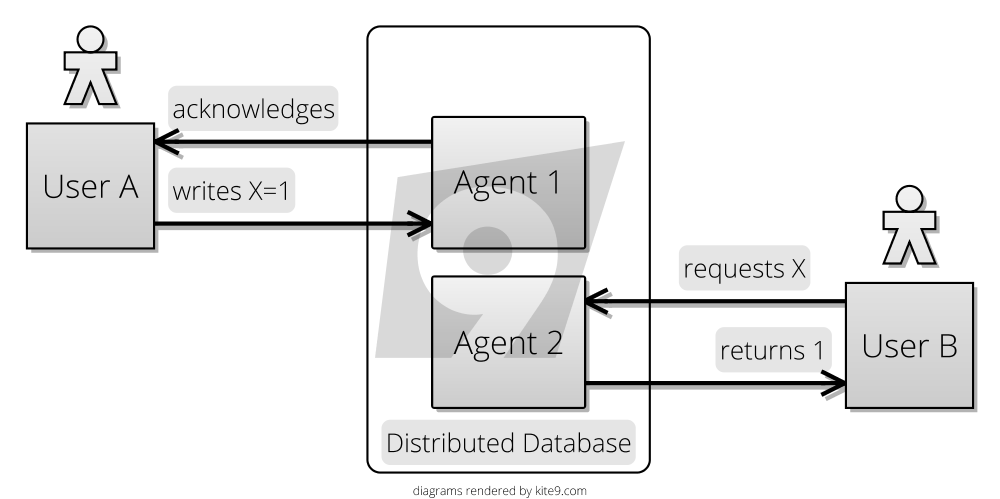 acknowledges
User A
writes X=1
Agent 1
requests X
Agent 2
returns 1
User B
Distributed Database
diagrams rendered by kite9.com